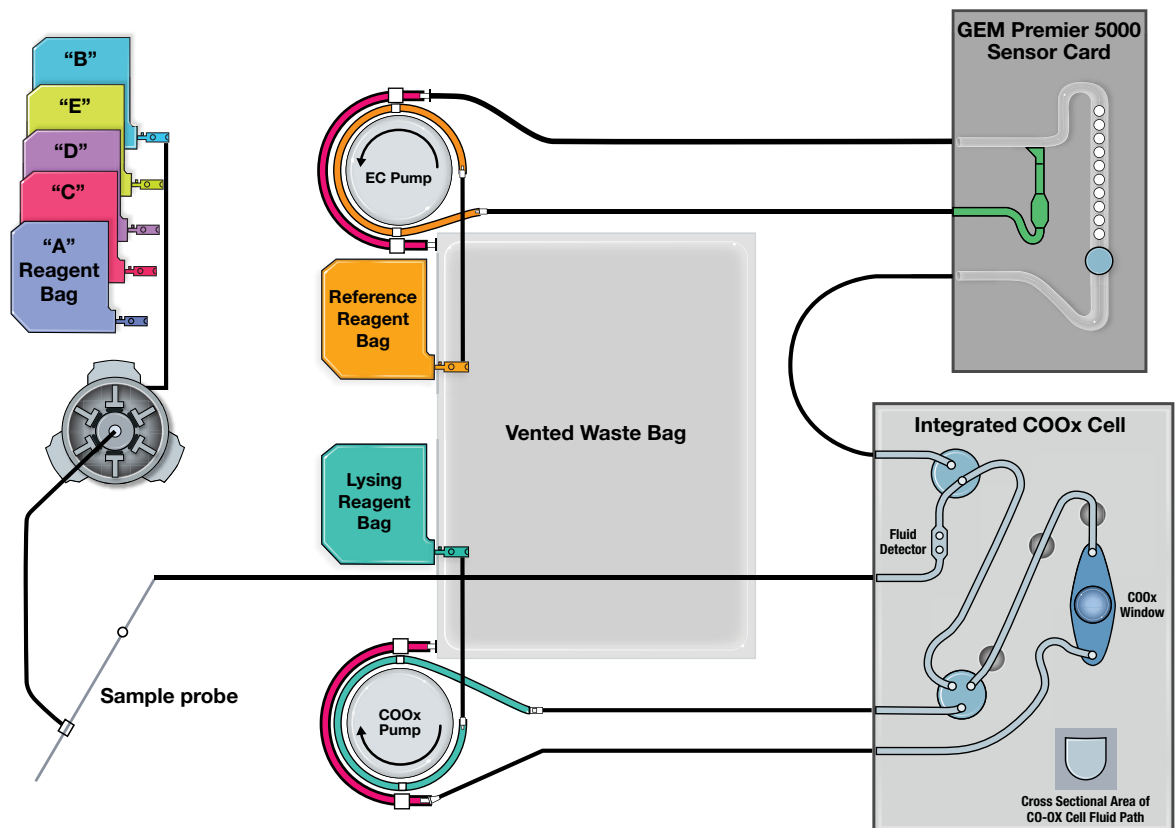 “B”
“E”
“D”
“C”
“A”
Reagent
Bag
EC Pump
Reference
Reagent
Bag
Vented Waste Bag
Lysing
Reagent
Bag
COOx
Pump
Sample probe
GEM Premier 5000
Sensor Card
Integrated COOx Cell
Fluid
Detector
COOx
Window
Cross Sectional Area of
CO-OX Cell Fluid Path